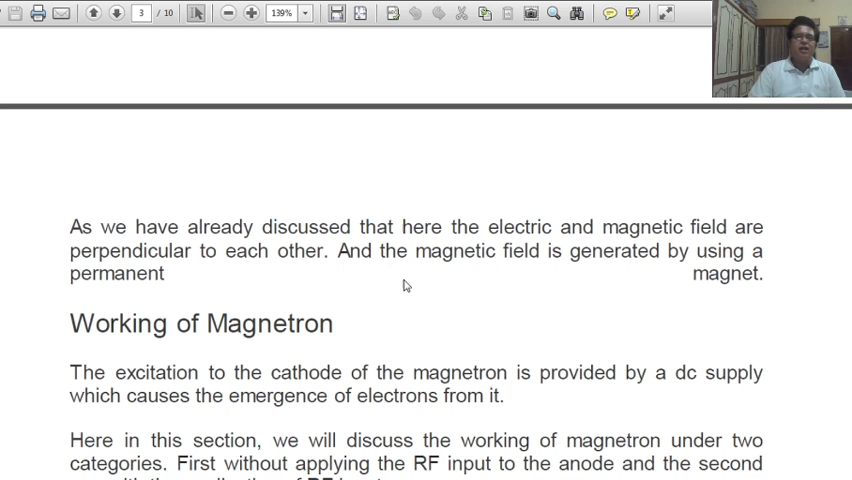 3 / 10 139%
As we have already discussed that here the electric and magnetic field are
perpendicular to each other. And the magnetic field is generated by using a
permanent magnet.
Working of Magnetron
The excitation to the cathode of the magnetron is provided by a dc supply
which causes the emergence of electrons from it.
Here in this section, we will discuss the working of magnetron under two
categories. First without applying the RF input to the anode and the second